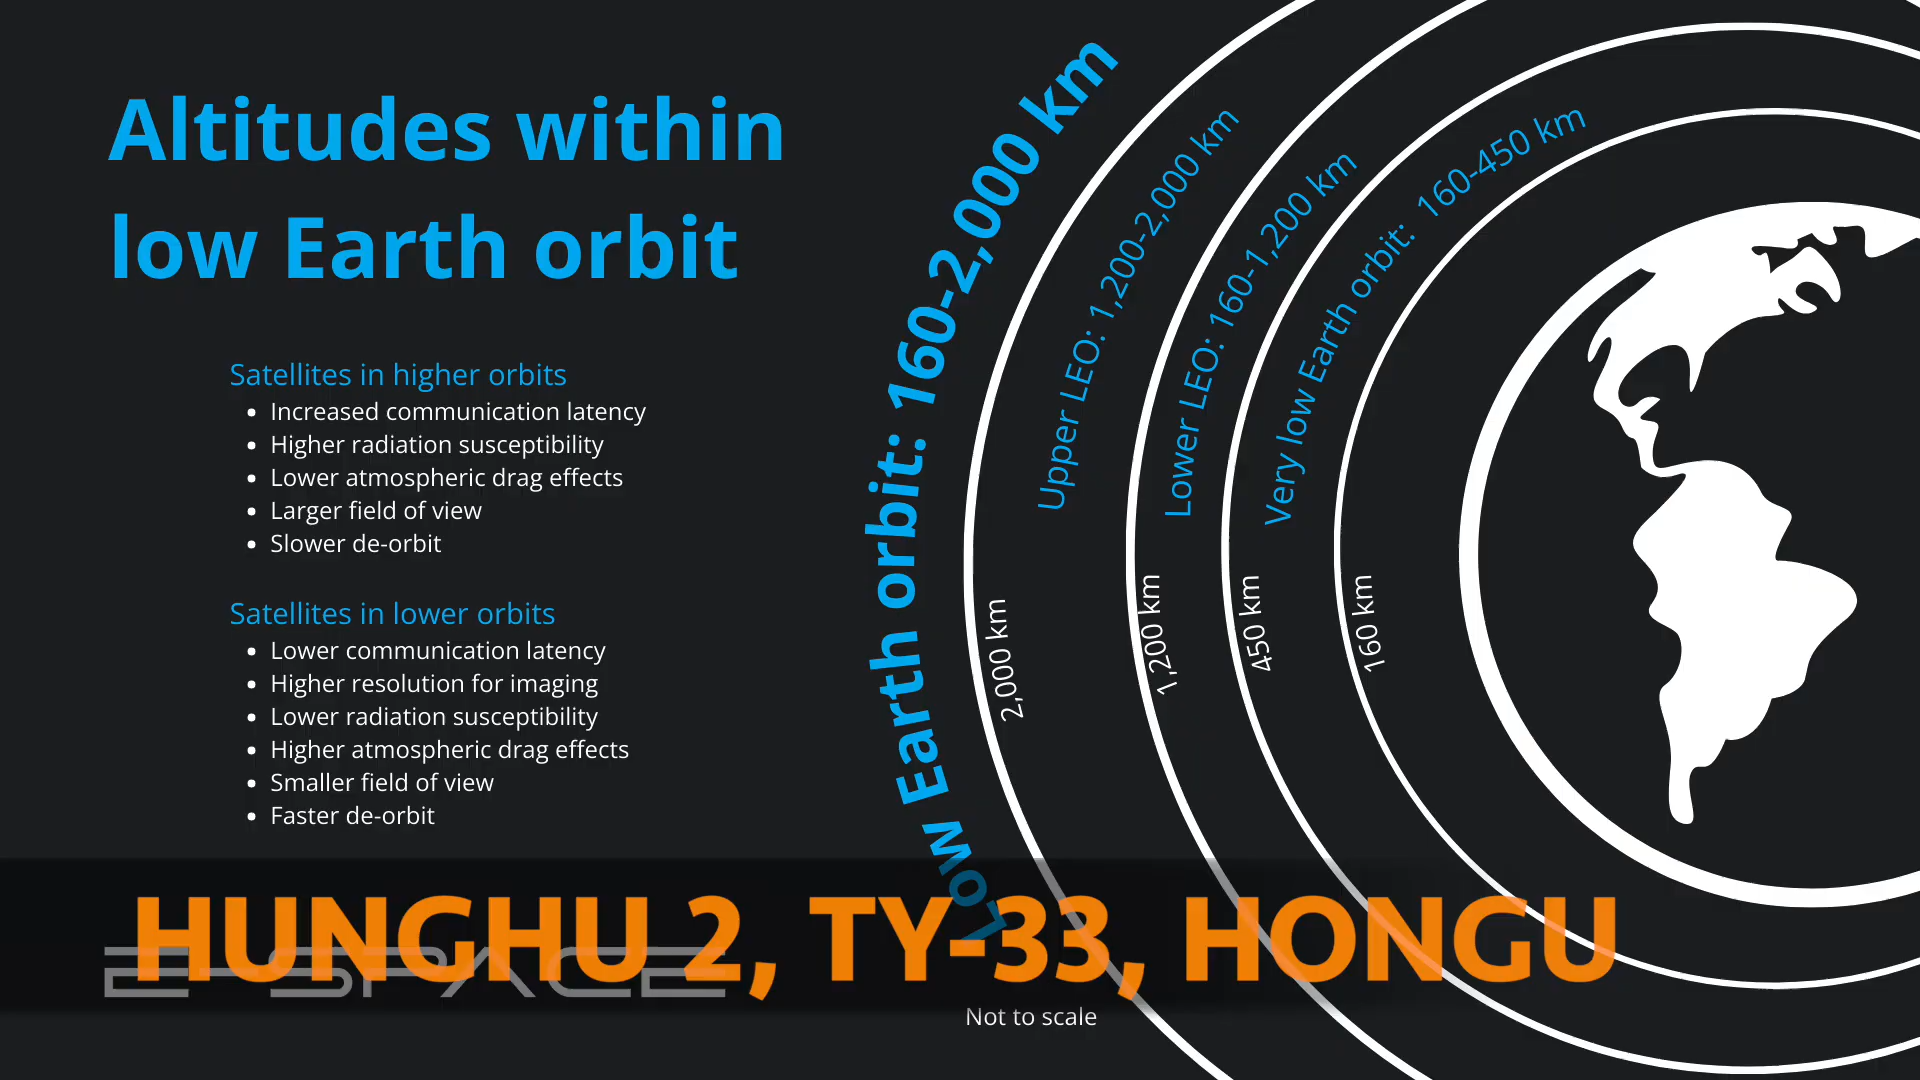 Altitudes within
low Earth orbit
Satellites in higher orbits
Increased communication latency
Higher radiation susceptibility
Lower atmospheric drag effects
Larger field of view
Slower de-orbit
Satellites in lower orbits
Lower communication latency
Higher resolution for imaging
Lower radiation susceptibility
Higher atmospheric drag effects
Smaller field of view
Faster de-orbit
Low Earth orbit: 160-2,000 km
Upper LEO: 1,200-2,000 km
Lower LEO: 160-1,200 km
Very low Earth orbit: 160-450 km
2,000 km
1,200 km
450 km
160 km
HUNGHU 2, TY-33, HONGU
E-SPACE
Not to scale